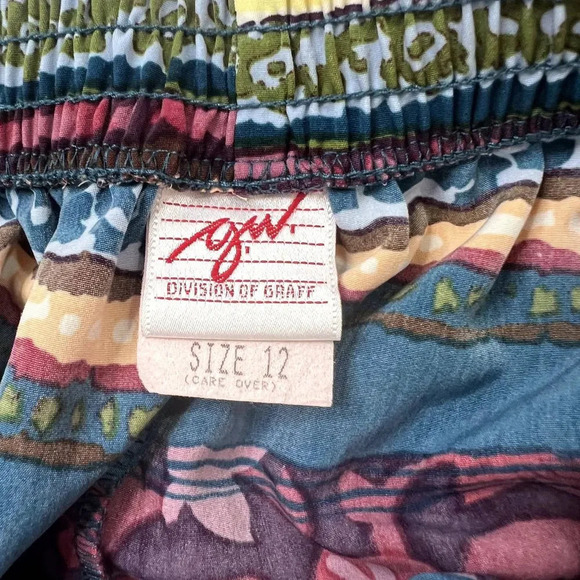 g.w.
DIVISION OF GRAFF
SIZE 12
(CARE OVER)